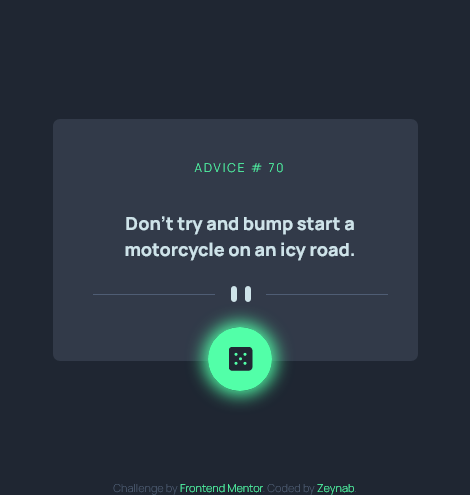 ADVICE # 70
Don't try and bump start a
motorcycle on an icy road.
Challenge by Frontend Mentor. Coded by Zeynab